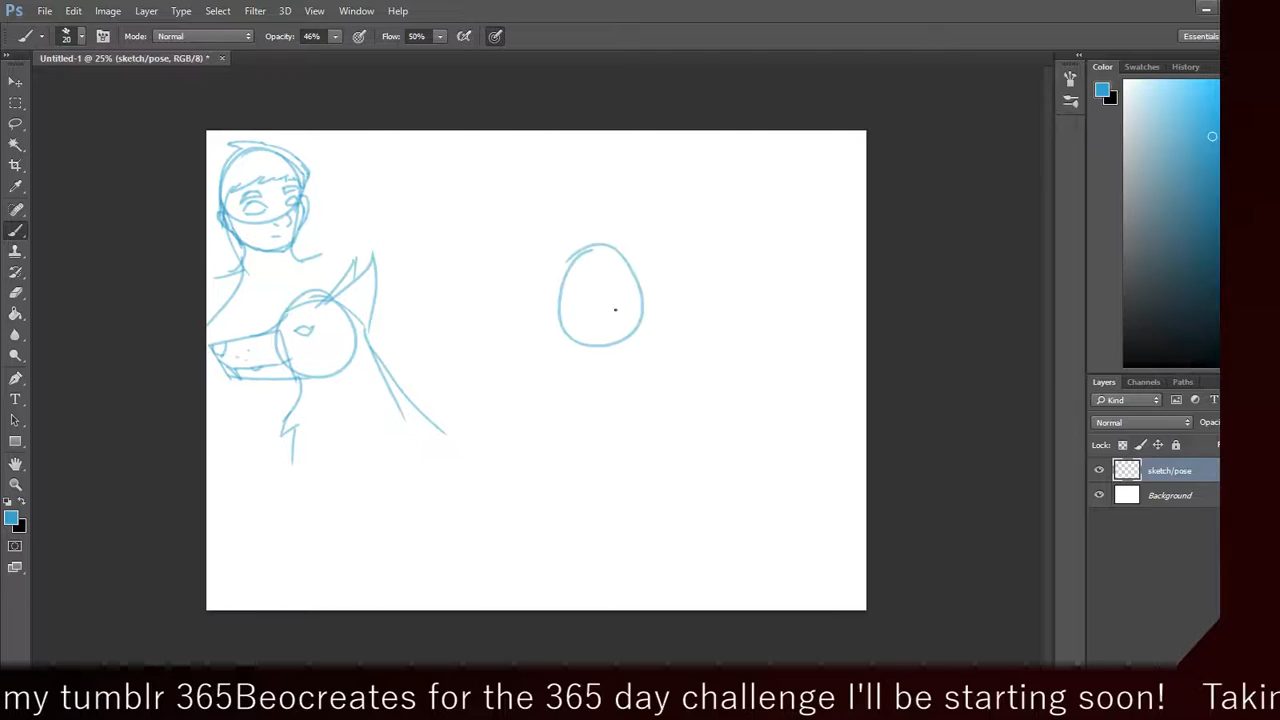 Ps File Edit Image Layer Type Select Filter 3D View Window Help
20 Mode: Normal Opacity: 46% Flow: 50% Essentials
Untitled-1 @ 25% (sketch/pose, RGB/8) *
Color Swatches History
Layers Channels Paths
Kind
Normal
Lock:
sketch/pose
Background
my tumblr 365Beocreates for the 365 day challenge I'll be starting soon!